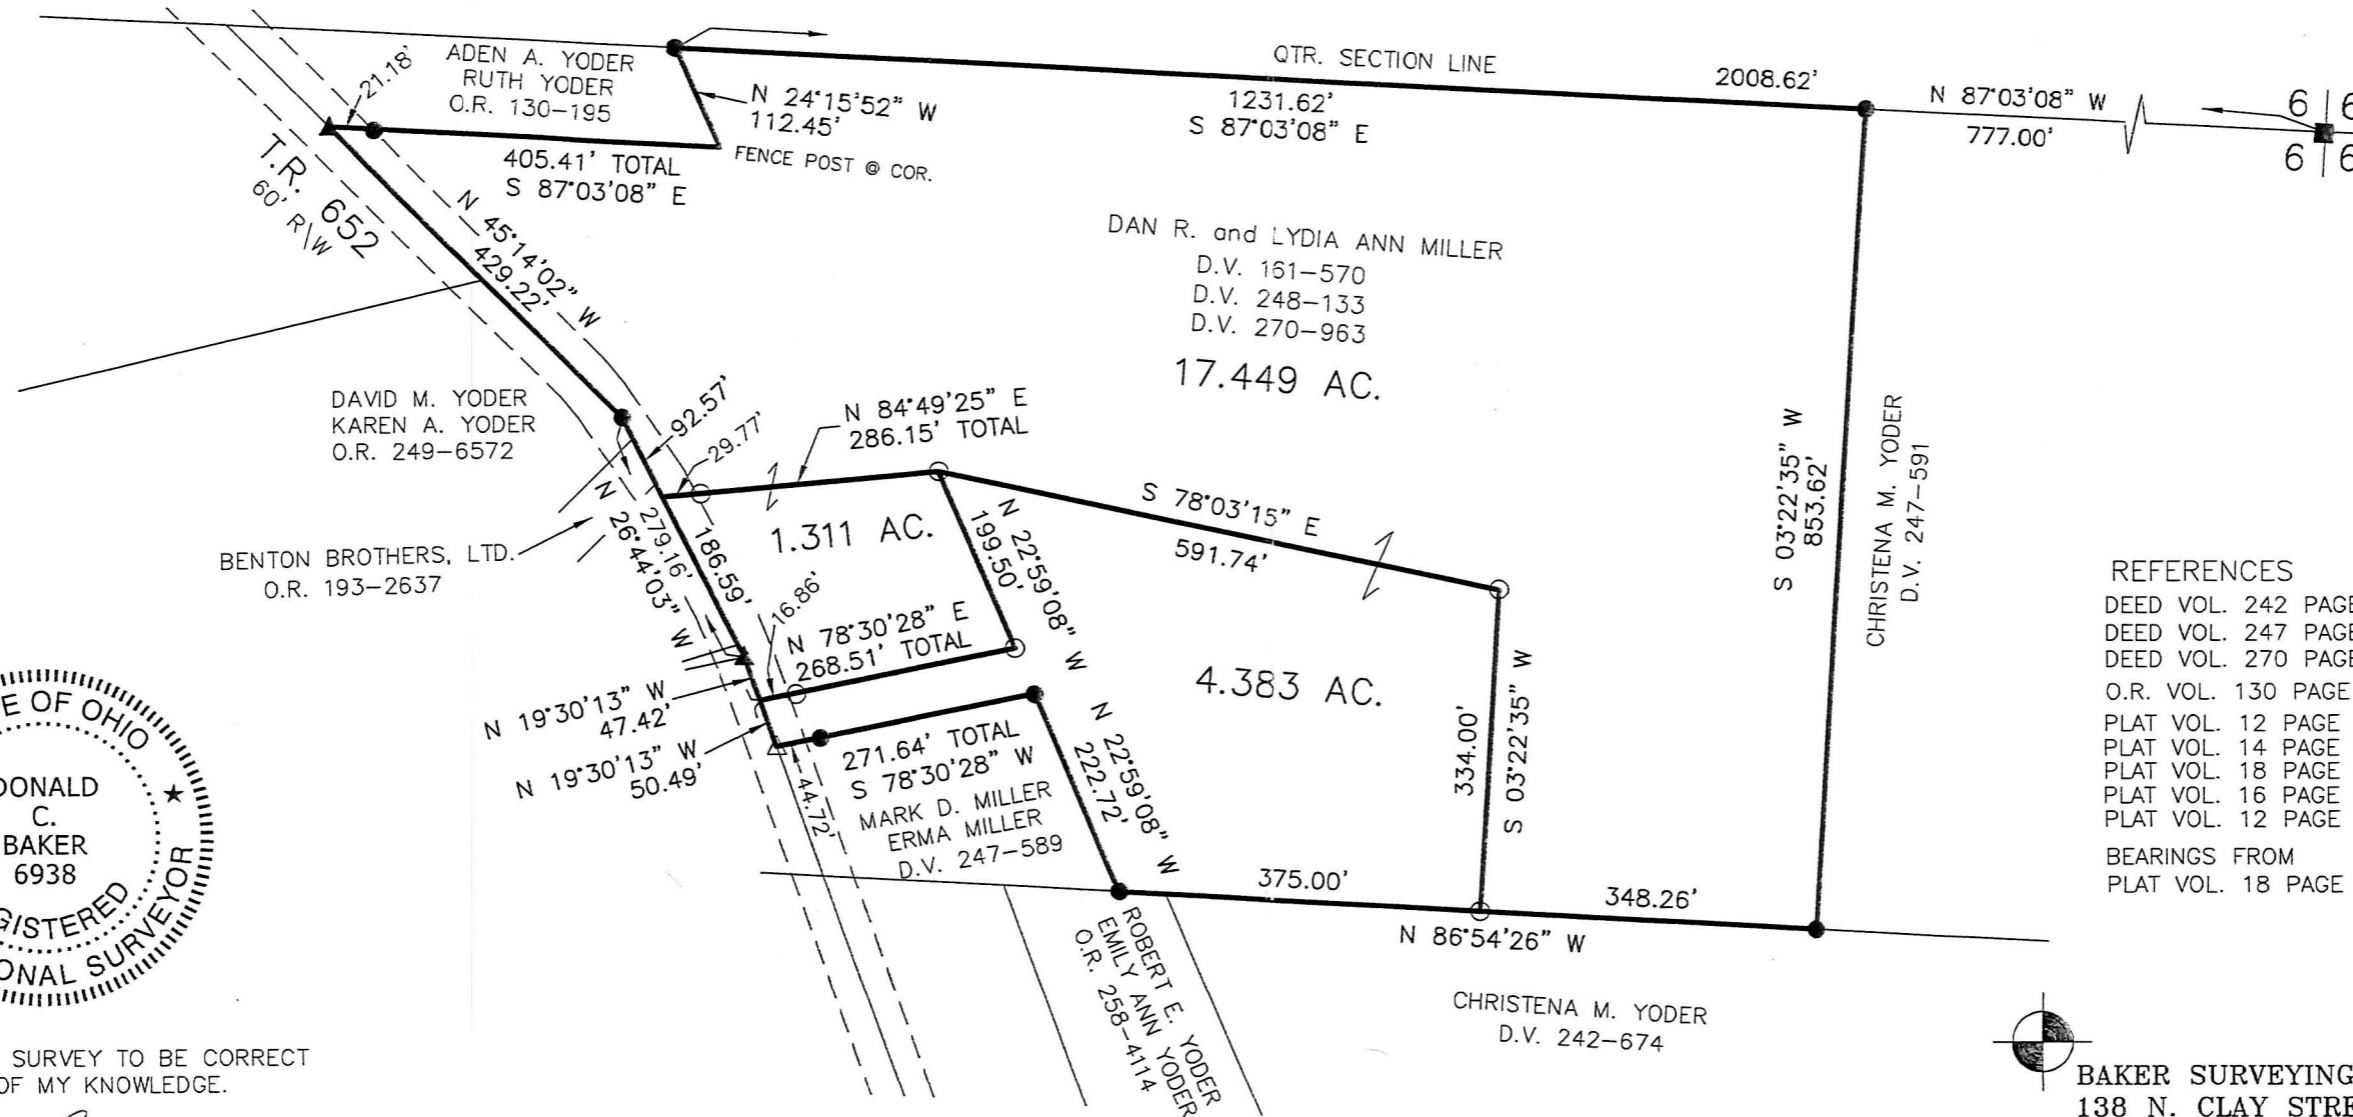 QTR. SECTION LINE
2008.62'
1231.62'
S 87°03'08" E
N 87°03'08" W
777.00'
6 6
6 6
21.18'
ADEN A. YODER
RUTH YODER
O.R. 130-195
N 24°15'52" W
112.45'
FENCE POST @ COR.
405.41' TOTAL
S 87°03'08" E
T.R. 652
60' R/W
N 45°14'02" W
429.22'
DAN R. and LYDIA ANN MILLER
D.V. 161-570
D.V. 248-133
D.V. 270-963
17.449 AC.
DAVID M. YODER
KAREN A. YODER
O.R. 249-6572
92.57'
29.77'
N 84°49'25" E
286.15' TOTAL
S 78°03'15" E
591.74'
S 03°22'35" W
853.62'
CHRISTENA M. YODER
D.V. 247-591
BENTON BROTHERS, LTD.
O.R. 193-2637
279.16'
N 26°44'03" W
186.59'
1.311 AC.
N 22°59'08" W
199.50'
16.86'
N 78°30'28" E
268.51' TOTAL
4.383 AC.
N 19°30'13" W
47.42'
N 19°30'13" W
50.49'
271.64' TOTAL
S 78°30'28" W
44.72'
MARK D. MILLER
ERMA MILLER
D.V. 247-589
N 22°59'08" W
222.72'
334.00'
S 03°22'35" W
375.00'
348.26'
N 86°54'26" W
ROBERT E. YODER
EMILY ANN YODER
O.R. 258-4114
CHRISTENA M. YODER
D.V. 242-674
REFERENCES
DEED VOL. 242 PAGE
DEED VOL. 247 PAGE
DEED VOL. 270 PAGE
O.R. VOL. 130 PAGE
PLAT VOL. 12 PAGE
PLAT VOL. 14 PAGE
PLAT VOL. 18 PAGE
PLAT VOL. 16 PAGE
PLAT VOL. 12 PAGE
BEARINGS FROM
PLAT VOL. 18 PAGE
E OF OHIO
DONALD
C.
BAKER
6938
GISTERED
ONAL SURVEYOR
SURVEY TO BE CORRECT
OF MY KNOWLEDGE.
BAKER SURVEYING
138 N. CLAY STRE